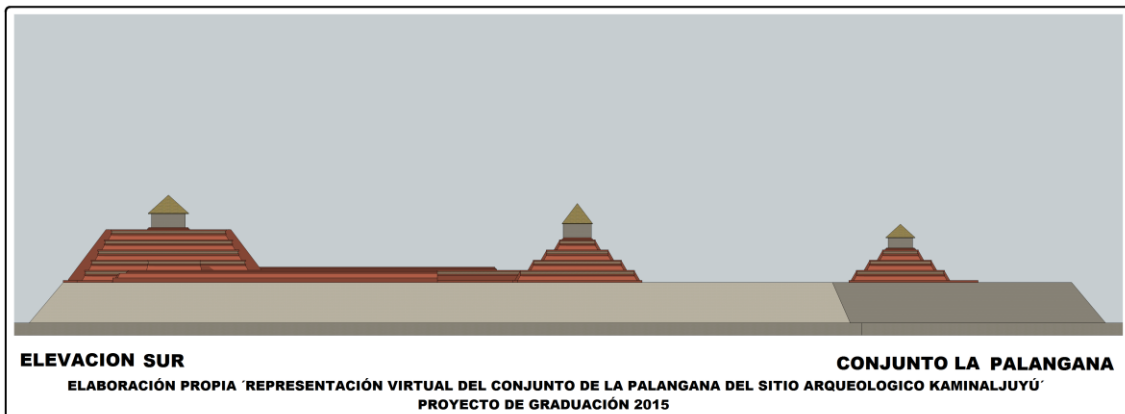 ELEVACION SUR
CONJUNTO LA PALANGANA
ELABORACIÓN PROPIA ´REPRESENTACIÓN VIRTUAL DEL CONJUNTO DE LA PALANGANA DEL SITIO ARQUEOLOGICO KAMINALJUYÚ´
PROYECTO DE GRADUACIÓN 2015